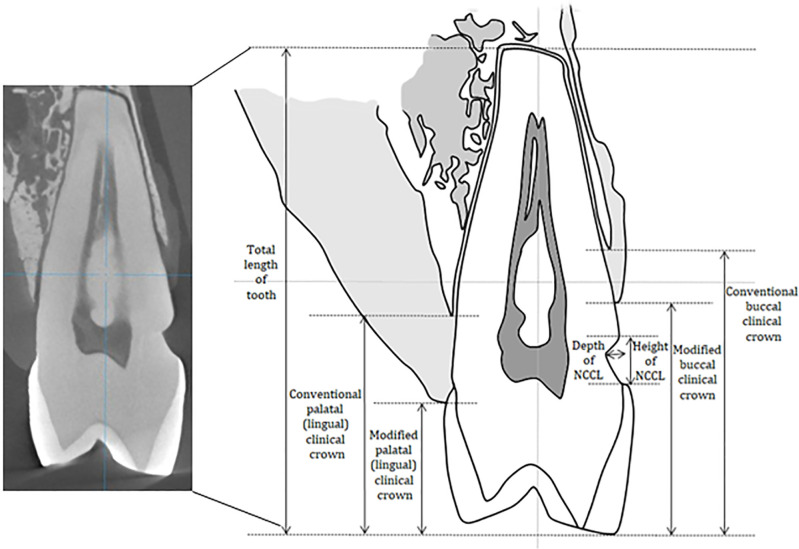 Total
length
of
tooth
Conventional
palatal
(lingual)
clinical
crown
Modified
palatal
(lingual)
clinical
crown
Depth
of
NCCL
Height
of
NCCL
Modified
buccal
clinical
crown
Conventional
buccal
clinical
crown